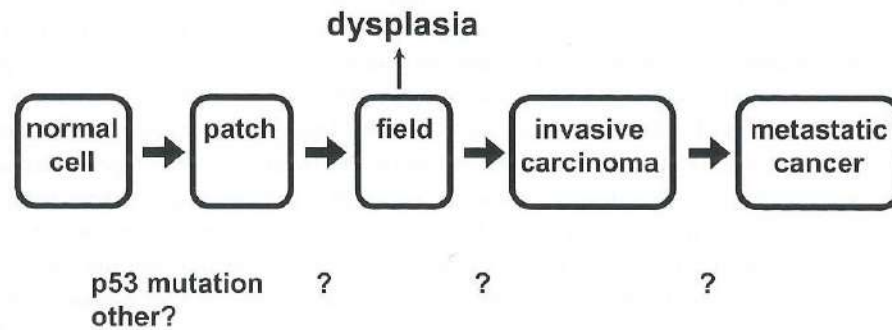 dysplasia
normal
cell
patch
field
invasive
carcinoma
metastatic
cancer
p53 mutation
other?
?
?
?